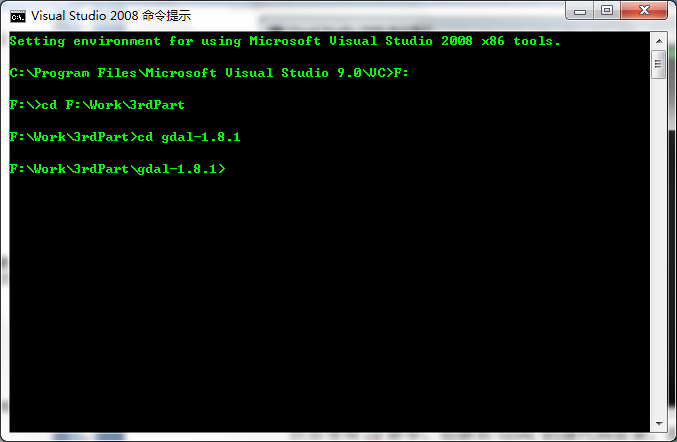 Visual Studio 2008 命令提示
Setting environment for using Microsoft Visual Studio 2008 x86 tools.
C:\Program Files\Microsoft Visual Studio 9.0\VC>F:
F:\>cd F:\Work\3rdPart
F:\Work\3rdPart>cd gdal-1.8.1
F:\Work\3rdPart\gdal-1.8.1>